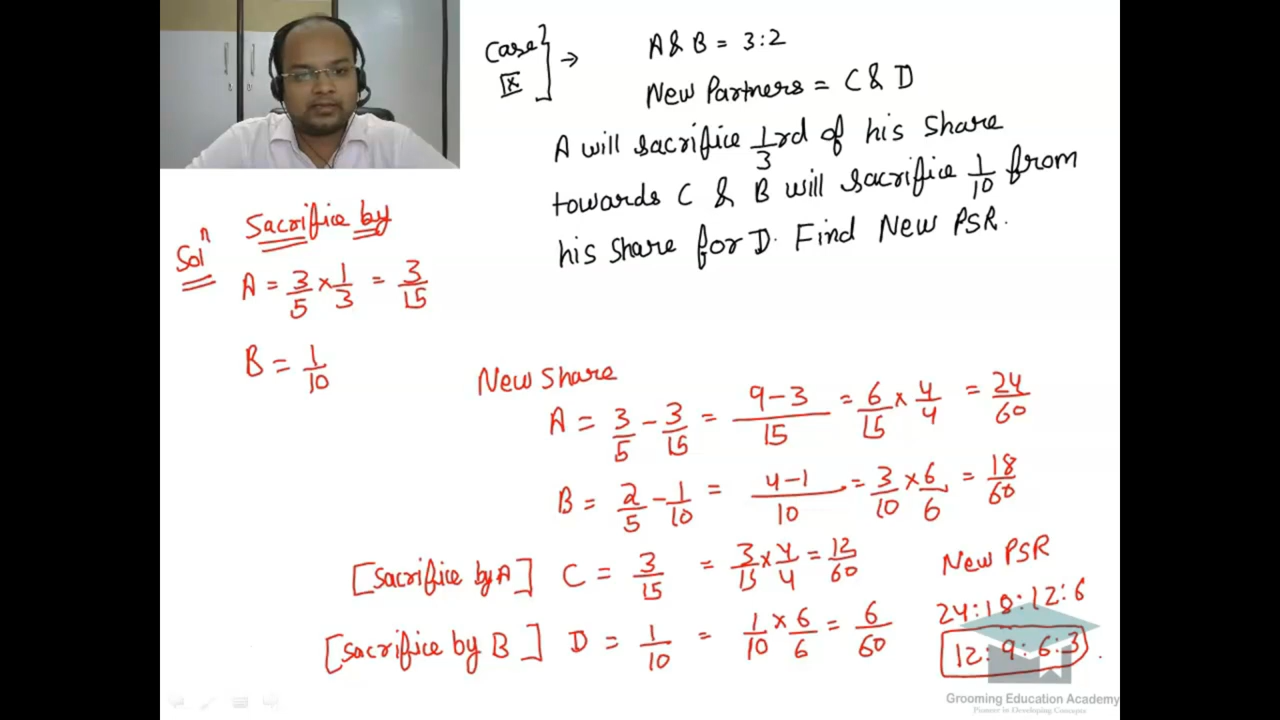 Case IX → A & B = 3:2
New Partners = C & D
A will sacrifice 1/3rd of his share
towards C & B will sacrifice 1/10 from
his share for D. Find New PSR.
Solⁿ Sacrifice by
A = 3/5 × 1/3 = 3/15
B = 1/10
New Share
A = 3/5 - 3/15 = 9-3/15 = 6/15 × 4/4 = 24/60
B = 2/5 - 1/10 = 4-1/10 = 3/10 × 6/6 = 18/60
[Sacrifice by A] C = 3/15 = 3/15 × 4/4 = 12/60
[Sacrifice by B] D = 1/10 = 1/10 × 6/6 = 6/60
New PSR
24:18:12:6
12:9:6:3
Grooming Education Academy
Pioneer in Developing Concepts